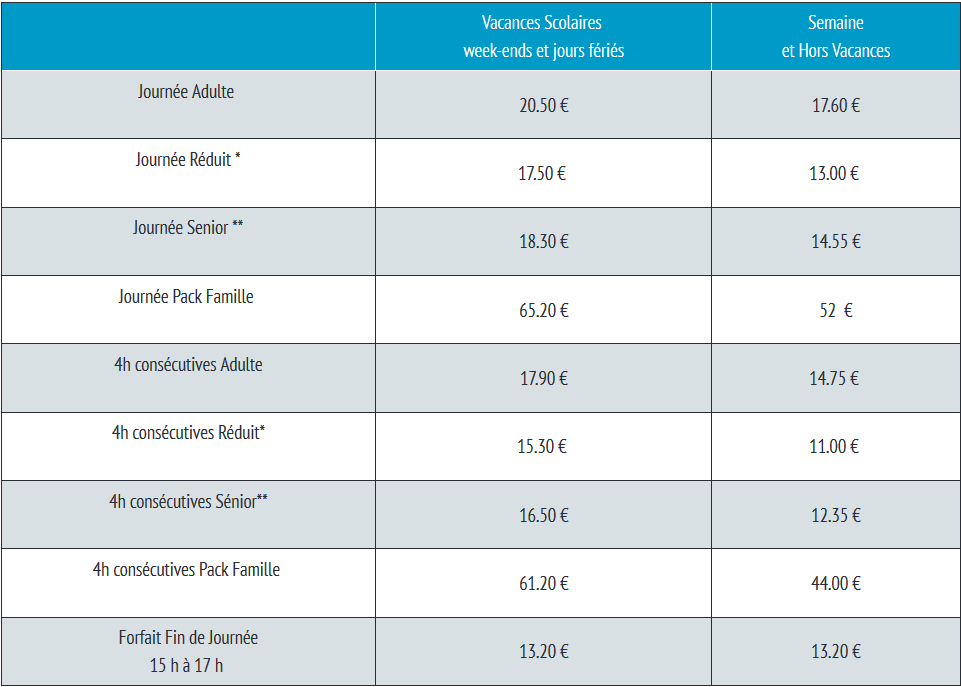 Vacances Scolaires
week-ends et jours fériés
Semaine
et Hors Vacances
Journée Adulte
20.50 €
17.60 €
Journée Réduit *
17.50 €
13.00 €
Journée Senior **
18.30 €
14.55 €
Journée Pack Famille
65.20 €
52 €
4h consécutives Adulte
17.90 €
14.75 €
4h consécutives Réduit*
15.30 €
11.00 €
4h consécutives Sénior**
16.50 €
12.35 €
4h consécutives Pack Famille
61.20 €
44.00 €
Forfait Fin de Journée
15 h à 17 h
13.20 €
13.20 €